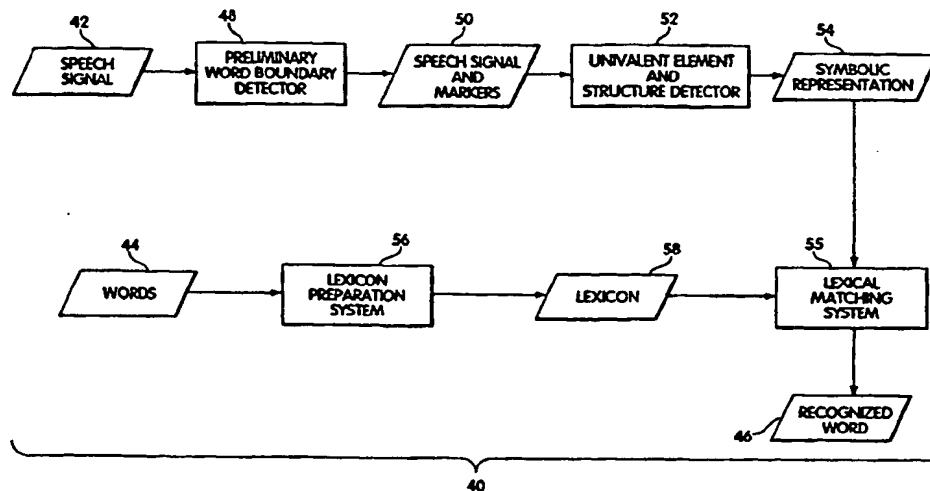 42
SPEECH
SIGNAL
48
PRELIMINARY
WORD BOUNDARY
DETECTOR
50
SPEECH SIGNAL
AND
MARKERS
52
UNIVALENT ELEMENT
AND
STRUCTURE DETECTOR
54
SYMBOLIC
REPRESENTATION
44
WORDS
56
LEXICON
PREPARATION
SYSTEM
58
LEXICON
55
LEXICAL
MATCHING
SYSTEM
RECOGNIZED
WORD
46
40